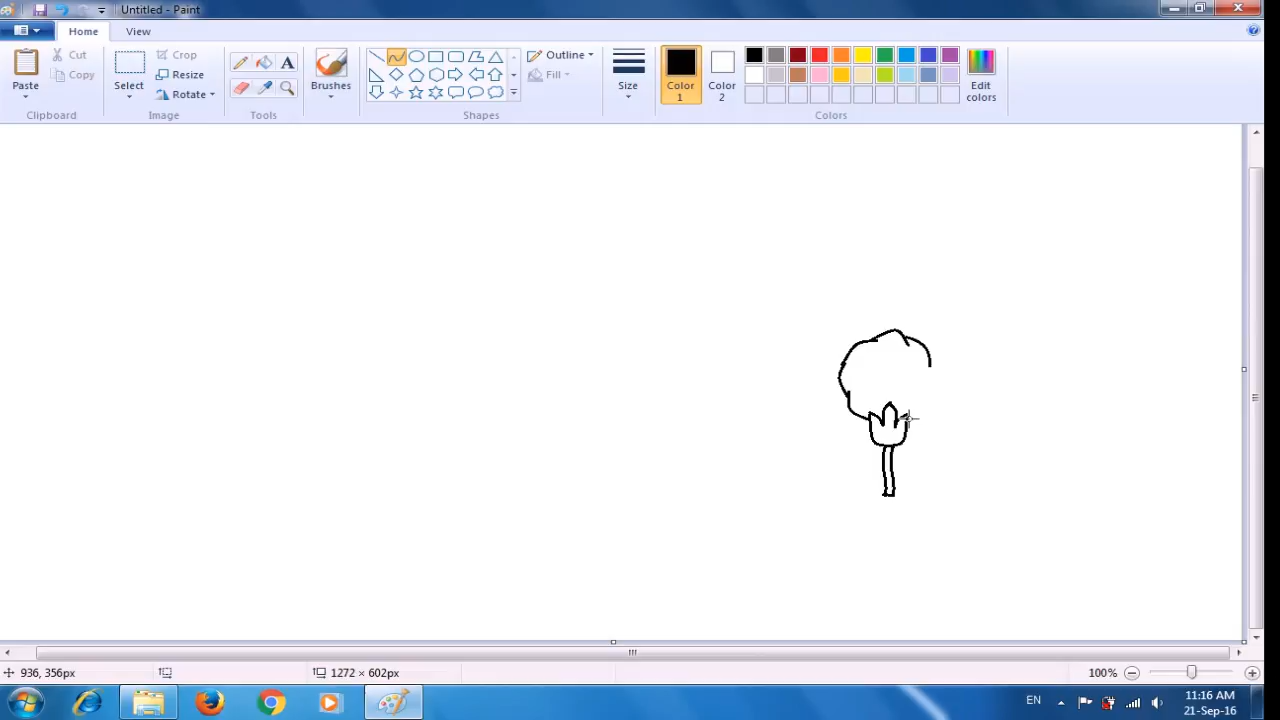 Untitled - Paint
Home View
Paste
Cut
Copy
Clipboard
Select
Crop
Resize
Rotate
Image
A
Tools
Brushes
Shapes
Outline
Fill
Size
Color 1
Color 2
Edit colors
Colors
936, 356px
1272 × 602px
100%
EN
11:16 AM
21-Sep-16